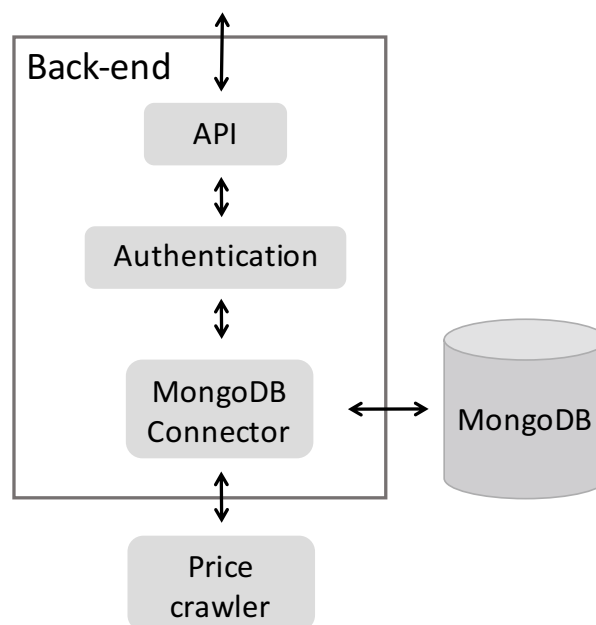 Back-end
API
Authentication
MongoDB
Connector
MongoDB
Price
crawler